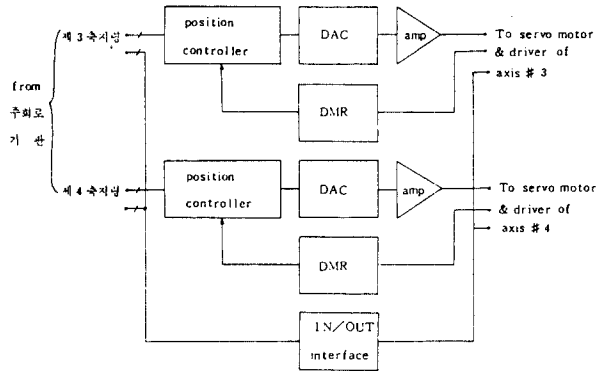 제 3 축지령
position
controller
DAC
amp
To servo motor
& driver of
axis # 3
DMR
from
주회로
기 판
제 4 축지령
position
controller
DAC
amp
To servo motor
& driver of
axis # 4
DMR
IN/OUT
interface